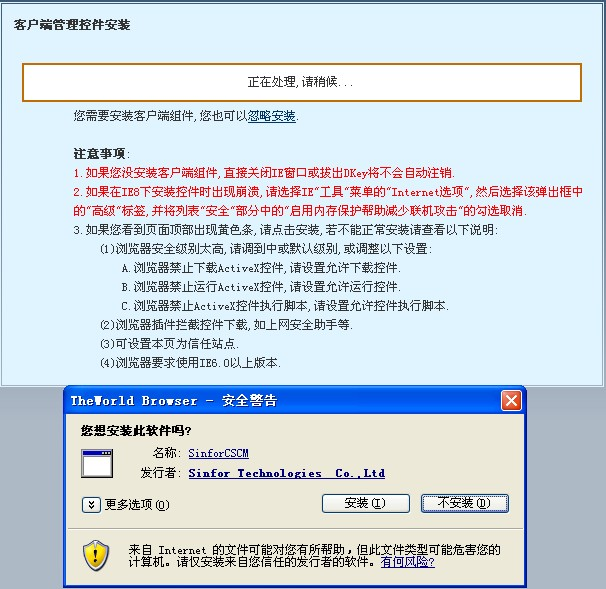 客户端管理控件安装
正在处理,请稍候...
您需要安装客户端组件,您也可以忽略安装.
注意事项:
1.如果您没安装客户端组件,直接关闭IE窗口或拔出DKey将不会自动注销.
2.如果在IE8下安装控件时出现崩溃,请选择IE"工具"菜单的"Internet选项",然后选择该弹出框中
的"高级"标签,并将列表"安全"部分中的"启用内存保护帮助减少联机攻击"的勾选取消.
3.如果您看到页面顶部出现黄色条,请点击安装,若不能正常安装请查看以下说明:
(1)浏览器安全级别太高,请调到中或默认级别,或调整以下设置:
A.浏览器禁止下载ActiveX控件,请设置允许下载控件.
B.浏览器禁止运行ActiveX控件,请设置允许运行控件.
C.浏览器禁止ActiveX控件执行脚本,请设置允许控件执行脚本.
(2)浏览器插件拦截控件下载,如上网安全助手等.
(3)可设置本页为信任站点.
(4)浏览器要求使用IE6.0以上版本.
TheWorld Browser - 安全警告
您想安装此软件吗?
名称: SinforCSCM
发行者: Sinfor Technologies Co.,Ltd
更多选项(O) 安装(I) 不安装(D)
来自 Internet 的文件可能对您有所帮助，但此文件类型可能危害您的
计算机。请仅安装来自您信任的发行者的软件。有何风险?